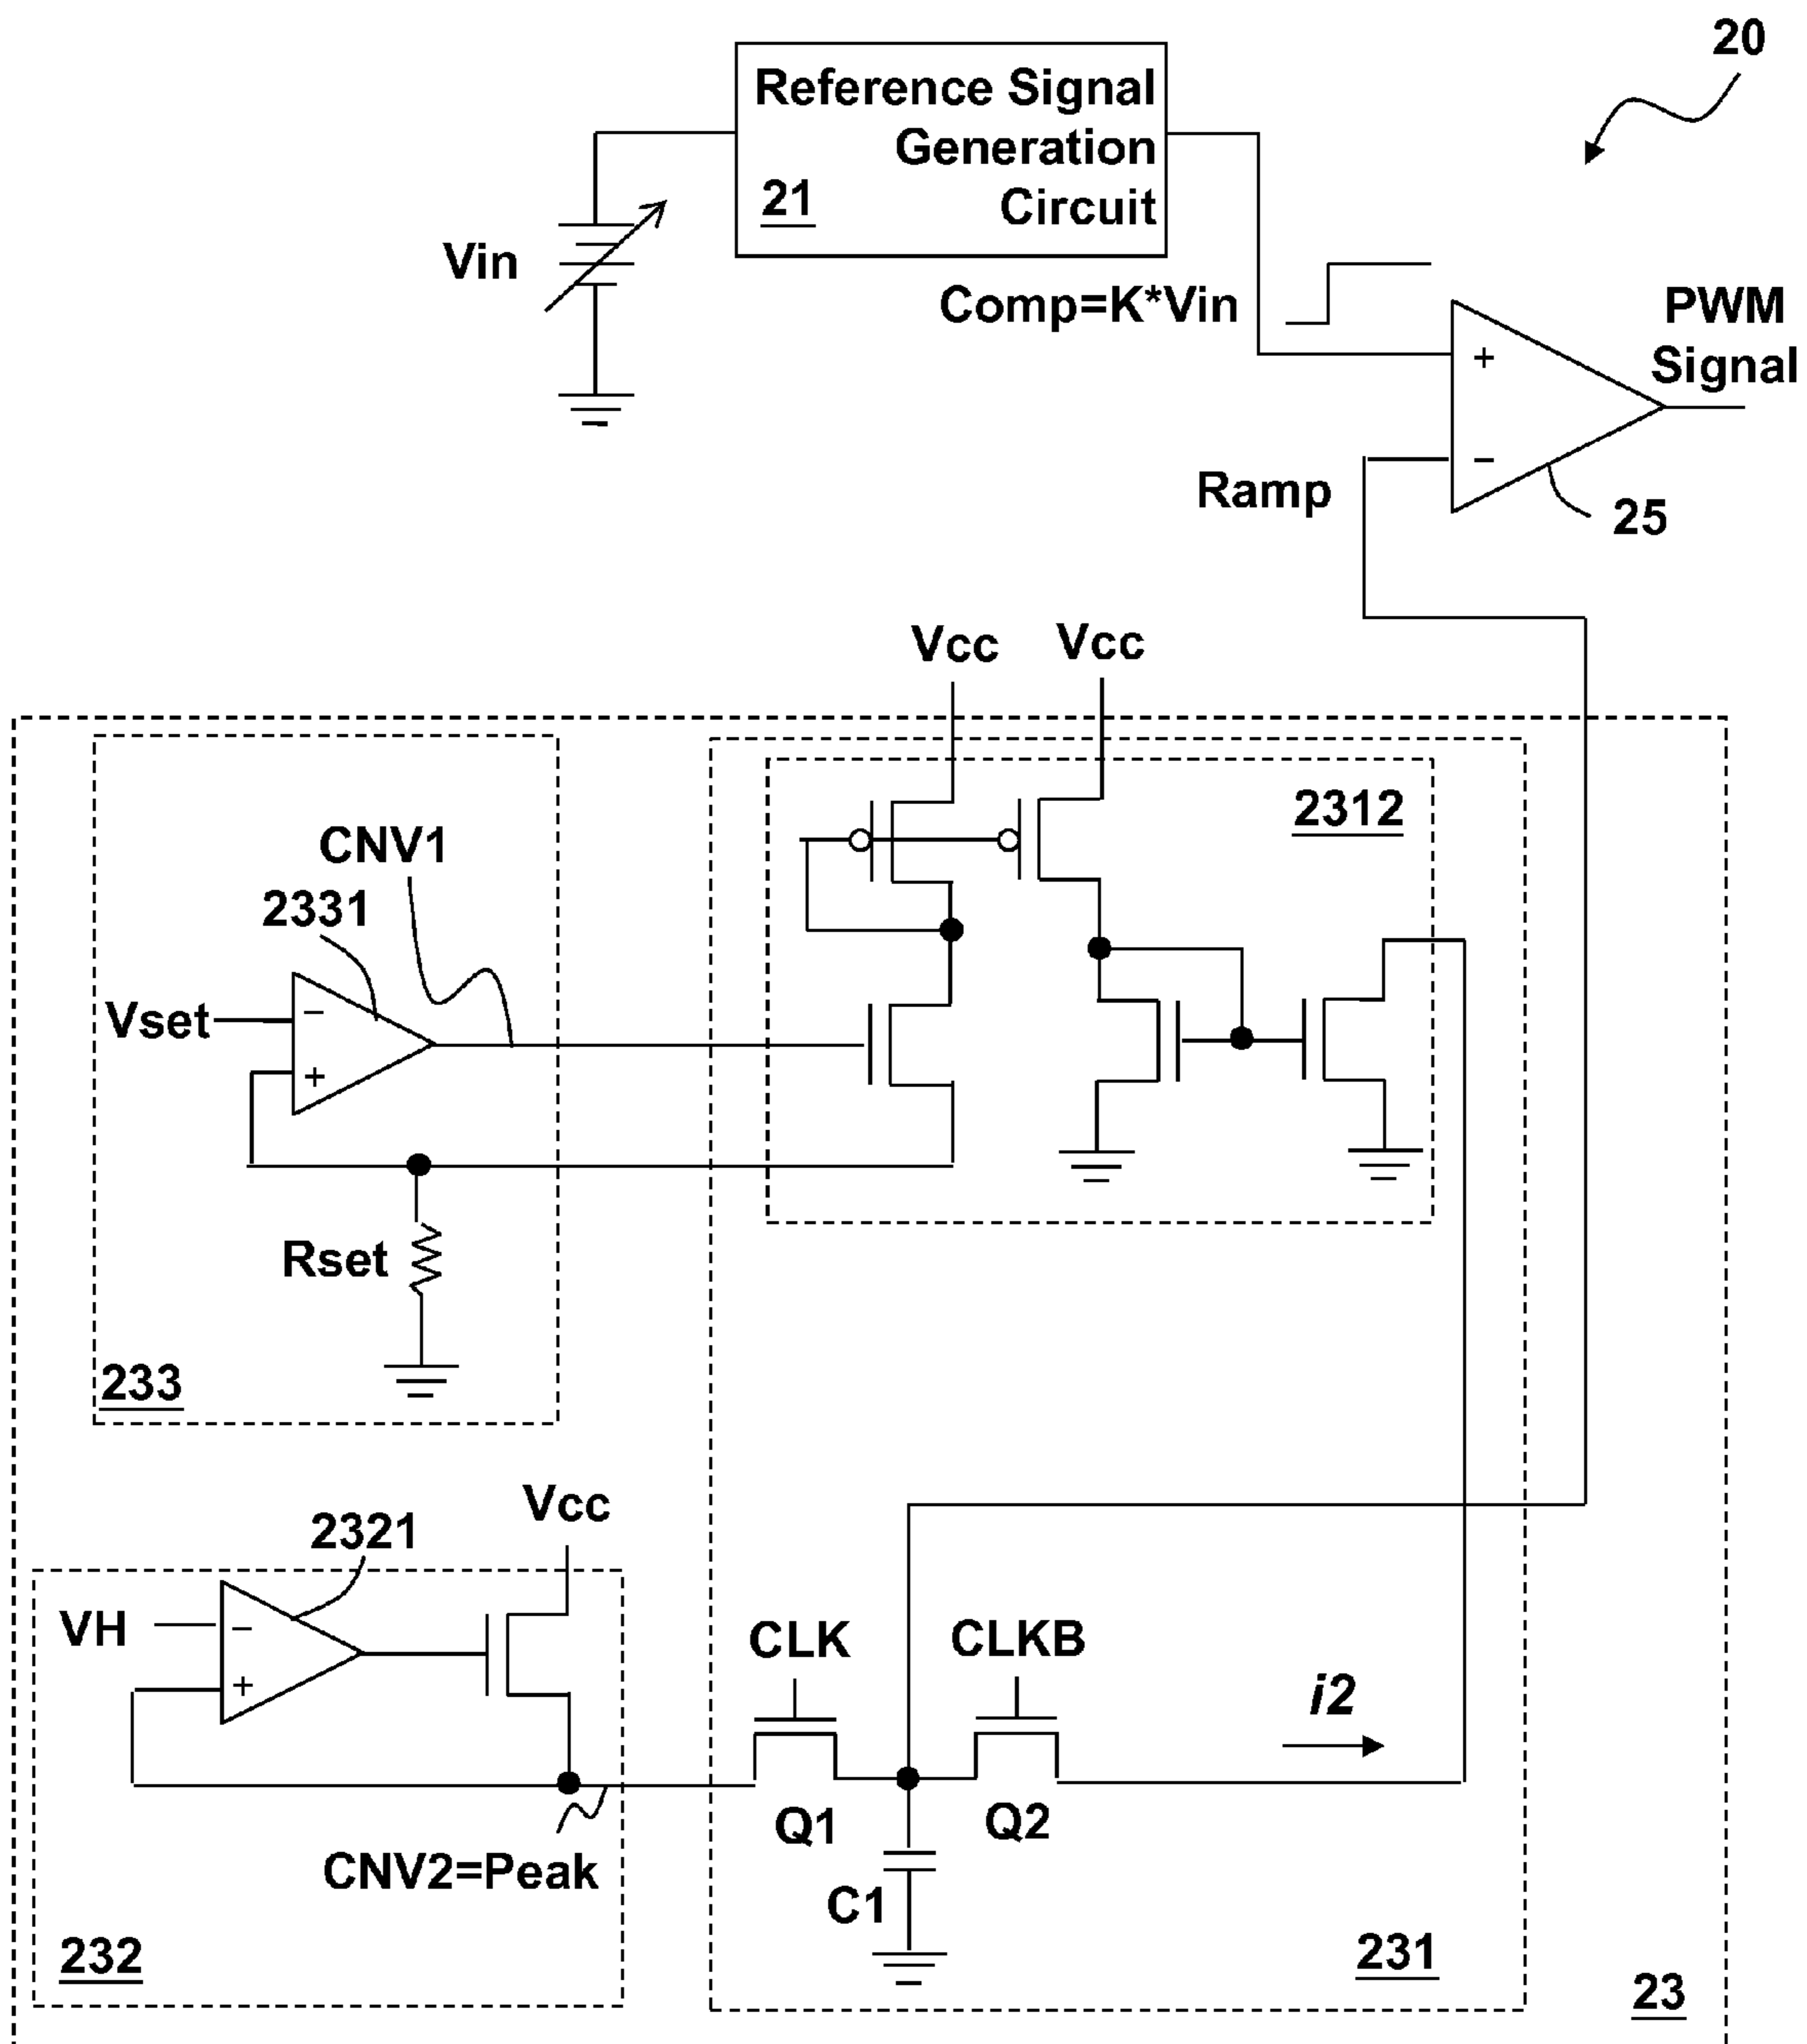 20
Reference Signal
Generation
Circuit
21
Vin
Comp=K*Vin
PWM
Signal
+
−
Ramp
25
Vcc
Vcc
2312
CNV1
2331
Vset
−
+
Rset
233
Vcc
2321
VH
−
+
CLK
CLKB
i2
Q1
Q2
CNV2=Peak
C1
232
231
23